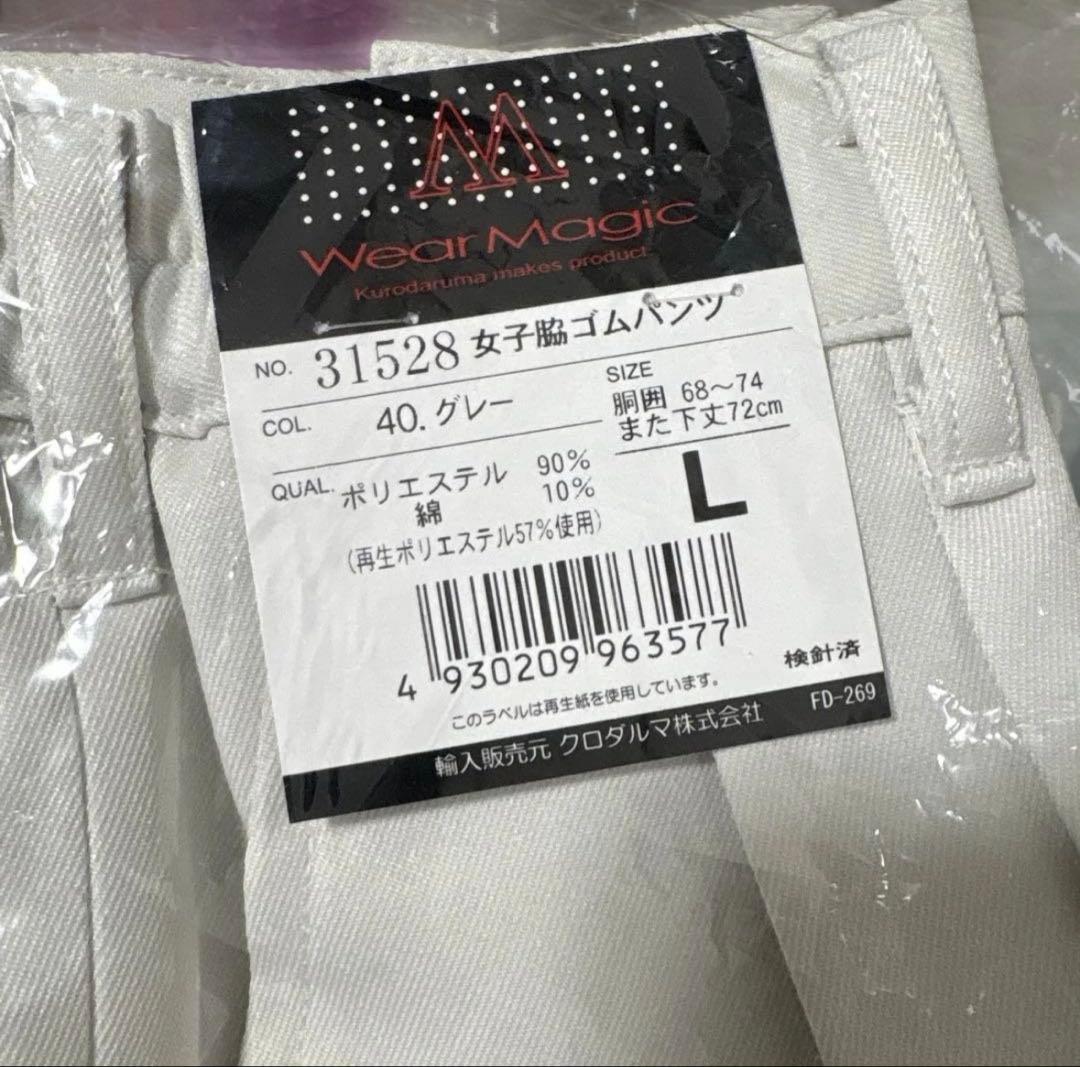 M
Wear Magic
Kurodaruma makes product
NO. 31528 女子脇ゴムパンツ
COL. 40.グレー
SIZE
胴囲 68～74
また下丈72cm
L
QUAL. ポリエステル 90%
綿 10%
(再生ポリエステル57%使用)
4 930209 963577
検針済
このラベルは再生紙を使用しています。
FD-269
輸入販売元 クロダルマ株式会社